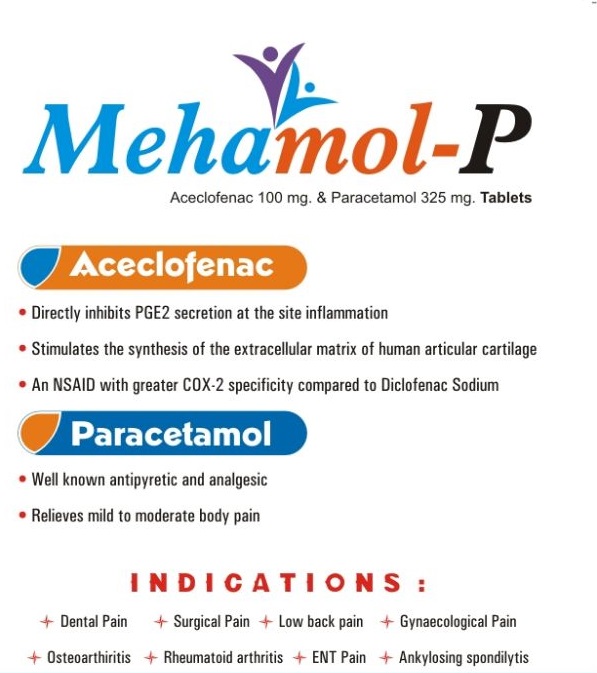 Mehamol-P
Aceclofenac 100 mg. & Paracetamol 325 mg. Tablets
Aceclofenac
• Directly inhibits PGE2 secretion at the site inflammation
• Stimulates the synthesis of the extracellular matrix of human articular cartilage
• An NSAID with greater COX-2 specificity compared to Diclofenac Sodium
Paracetamol
• Well known antipyretic and analgesic
• Relieves mild to moderate body pain
INDICATIONS :
Dental Pain Surgical Pain Low back pain Gynaecological Pain
Osteoarthiritis Rheumatoid arthritis ENT Pain Ankylosing spondilytis